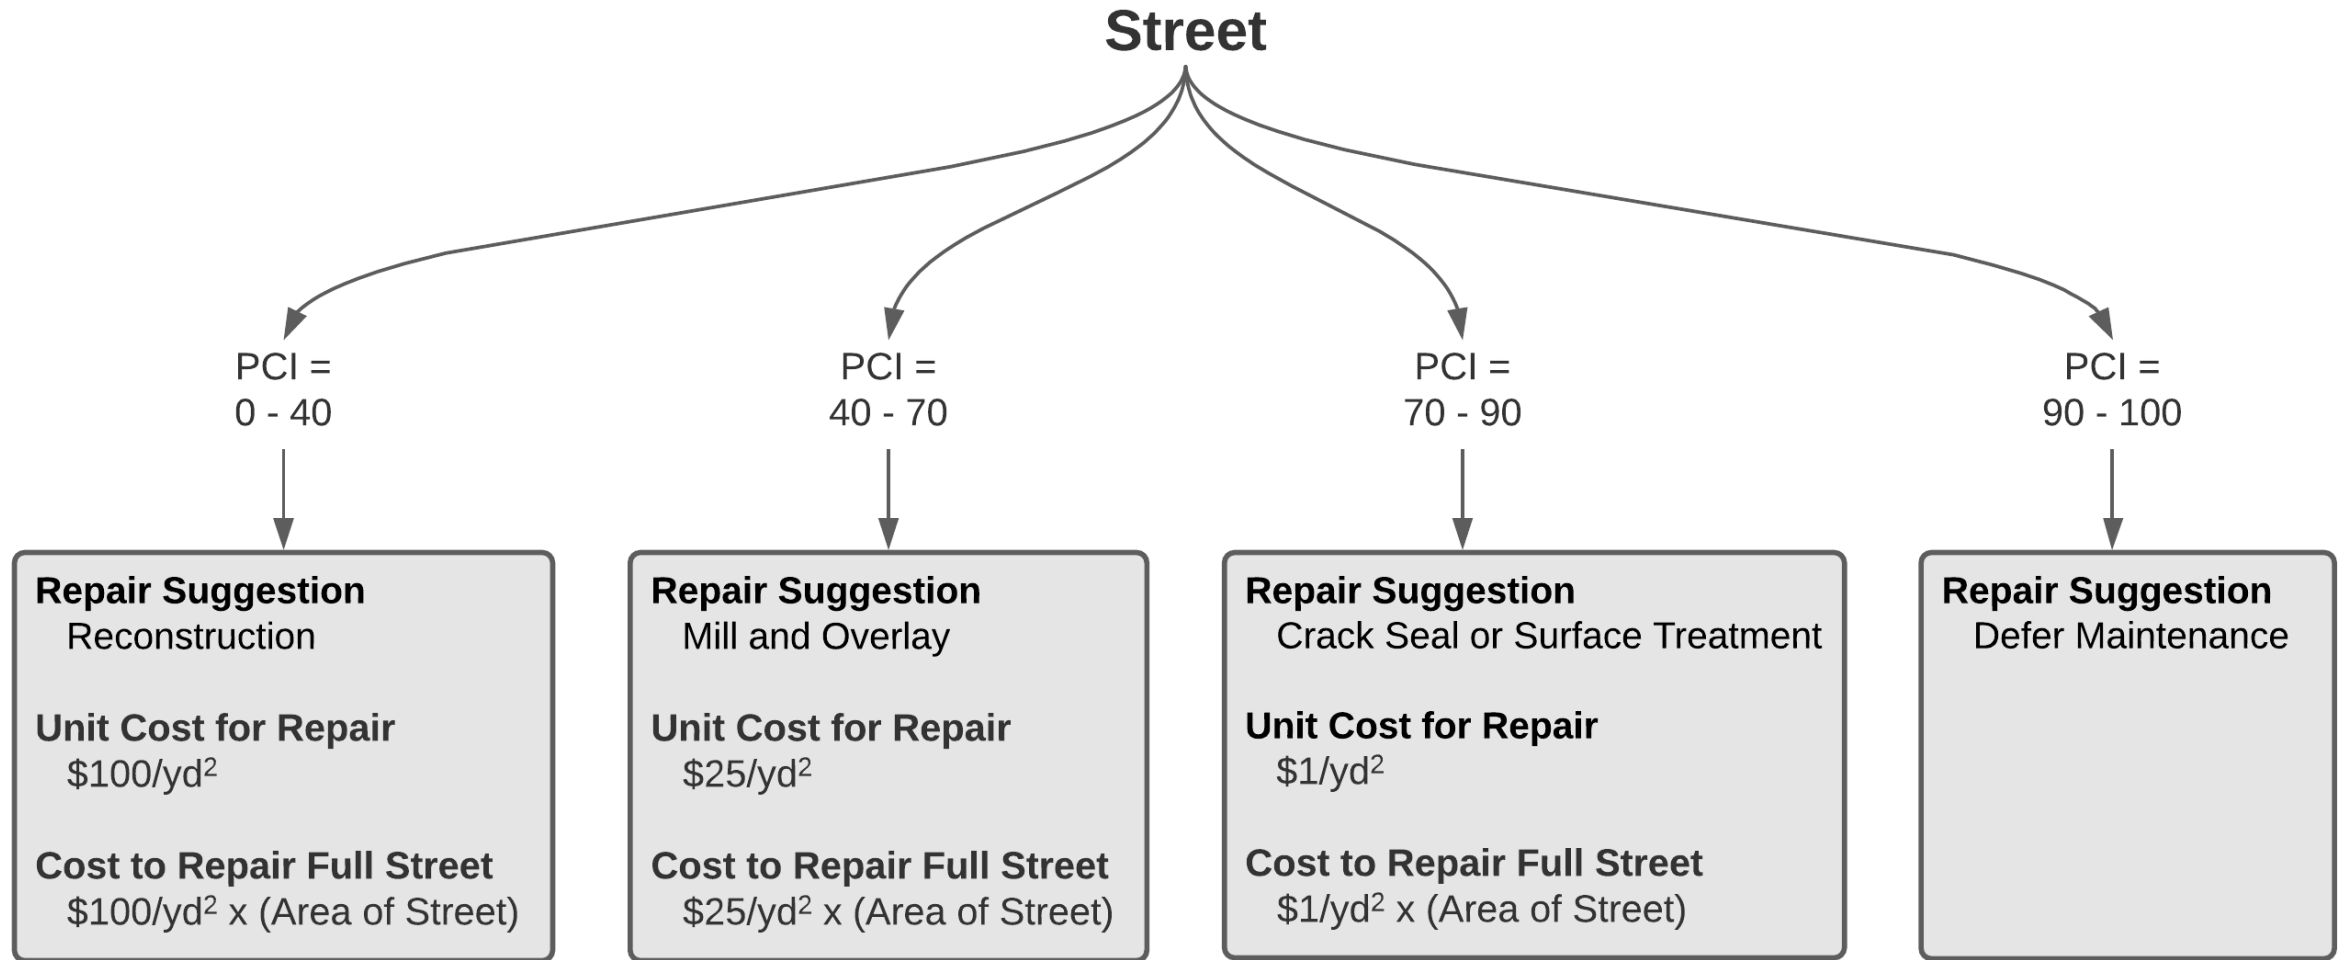 Street
PCI =
0 - 40
PCI =
40 - 70
PCI =
70 - 90
PCI =
90 - 100
Repair Suggestion
Reconstruction
Unit Cost for Repair
$100/yd²
Cost to Repair Full Street
$100/yd² x (Area of Street)
Repair Suggestion
Mill and Overlay
Unit Cost for Repair
$25/yd²
Cost to Repair Full Street
$25/yd² x (Area of Street)
Repair Suggestion
Crack Seal or Surface Treatment
Unit Cost for Repair
$1/yd²
Cost to Repair Full Street
$1/yd² x (Area of Street)
Repair Suggestion
Defer Maintenance